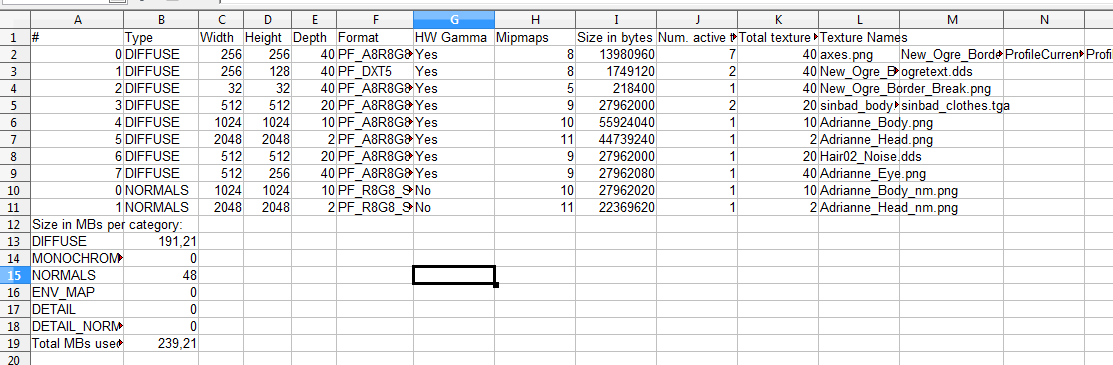 A B C D E F G H I J K L M N
1 # Type Width Height Depth Format HW Gamma Mipmaps Size in bytes Num. active t Total texture Texture Names
2 0 DIFFUSE 256 256 40 PF_A8R8G8 Yes 8 13980960 7 40 axes.png New_Ogre_Borde ProfileCurren Profi
3 1 DIFFUSE 256 128 40 PF_DXT5 Yes 8 1749120 2 40 New_Ogre_B ogretext.dds
4 2 DIFFUSE 32 32 40 PF_A8R8G8 Yes 5 218400 1 40 New_Ogre_Border_Break.png
5 3 DIFFUSE 512 512 20 PF_A8R8G8 Yes 9 27962000 2 20 sinbad_body sinbad_clothes.tga
6 4 DIFFUSE 1024 1024 10 PF_A8R8G8 Yes 10 55924040 1 10 Adrianne_Body.png
7 5 DIFFUSE 2048 2048 2 PF_A8R8G8 Yes 11 44739240 1 2 Adrianne_Head.png
8 6 DIFFUSE 512 512 20 PF_A8R8G8 Yes 9 27962000 1 20 Hair02_Noise.dds
9 7 DIFFUSE 512 256 40 PF_A8R8G8 Yes 9 27962080 1 40 Adrianne_Eye.png
10 0 NORMALS 1024 1024 10 PF_R8G8_S No 10 27962020 1 10 Adrianne_Body_nm.png
11 1 NORMALS 2048 2048 2 PF_R8G8_S No 11 22369620 1 2 Adrianne_Head_nm.png
12 Size in MBs per category:
13 DIFFUSE 191,21
14 MONOCHROM 0
15 NORMALS 48
16 ENV_MAP 0
17 DETAIL 0
18 DETAIL_NORM 0
19 Total MBs used 239,21
20